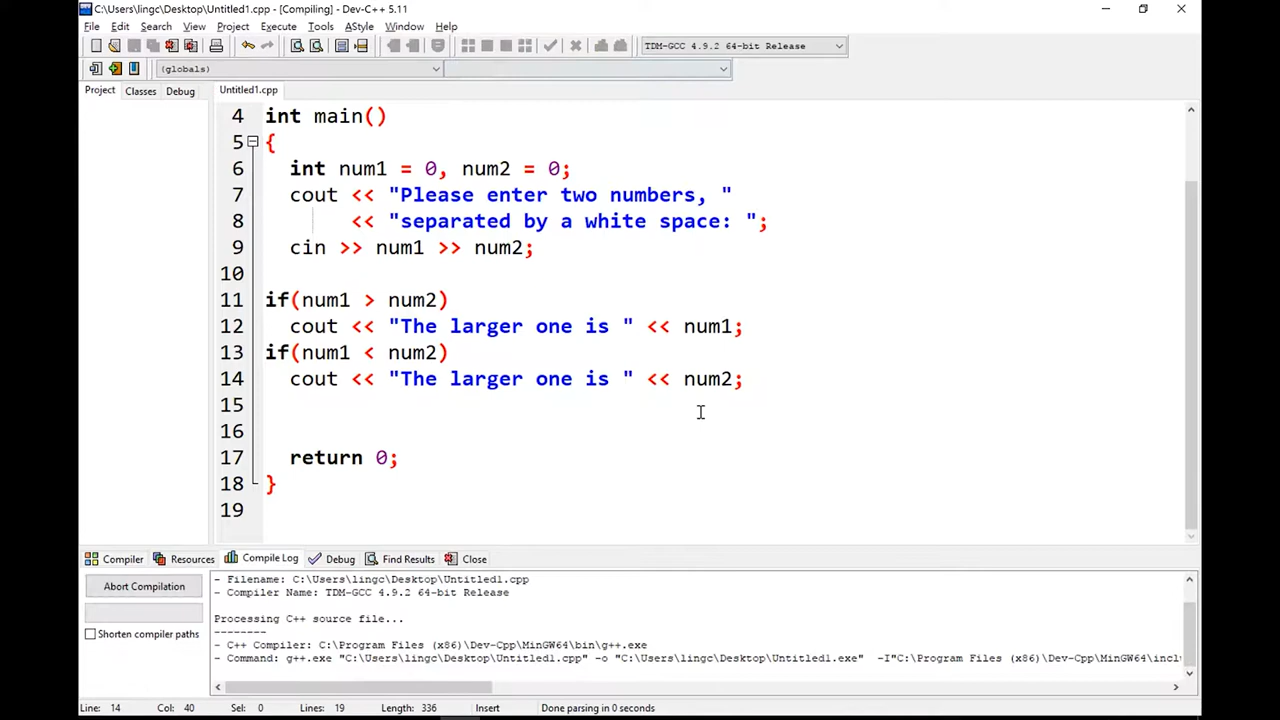 C:\Users\lingc\Desktop\Untitled1.cpp - [Compiling] - Dev-C++ 5.11
File Edit Search View Project Execute Tools AStyle Window Help
TDM-GCC 4.9.2 64-bit Release
(globals)
Project Classes Debug Untitled1.cpp
4 int main()
5 {
6 int num1 = 0, num2 = 0;
7 cout << "Please enter two numbers, "
8 << "separated by a white space: ";
9 cin >> num1 >> num2;
10
11 if(num1 > num2)
12 cout << "The larger one is " << num1;
13 if(num1 < num2)
14 cout << "The larger one is " << num2;
15
16
17 return 0;
18 }
19
Compiler Resources Compile Log Debug Find Results Close
Abort Compilation
Shorten compiler paths
- Filename: C:\Users\lingc\Desktop\Untitled1.cpp
- Compiler Name: TDM-GCC 4.9.2 64-bit Release
Processing C++ source file...
--------
- C++ Compiler: C:\Program Files (x86)\Dev-Cpp\MinGW64\bin\g++.exe
- Command: g++.exe "C:\Users\lingc\Desktop\Untitled1.cpp" -o "C:\Users\lingc\Desktop\Untitled1.exe" -I"C:\Program Files (x86)\Dev-Cpp\MinGW64\incl
Line: 14 Col: 40 Sel: 0 Lines: 19 Length: 336 Insert Done parsing in 0 seconds